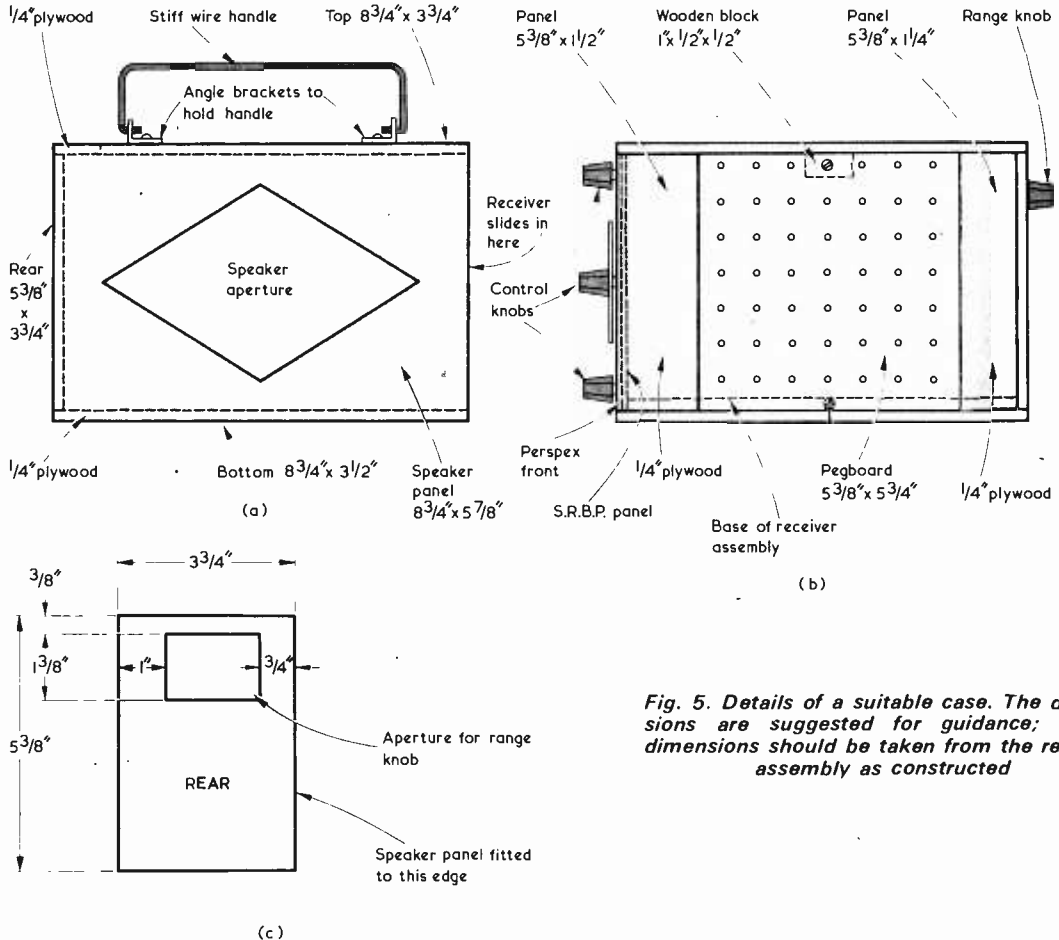 1/4" plywood
Stiff wire handle
Top 8 3/4" x 3 3/4"
Angle brackets to
hold handle
Rear
5 3/8"
x
3 3/4"
Speaker
aperture
Receiver
slides in
here
1/4" plywood
Bottom 8 3/4" x 3 1/2"
Speaker
panel
8 3/4" x 5 7/8"
(a)
Panel
5 3/8" x 1 1/2"
Wooden block
1" x 1/2" x 1/2"
Panel
5 3/8" x 1 1/4"
Range knob
Control
knobs
Perspex
front
S.R.B.P. panel
1/4" plywood
Base of receiver
assembly
Pegboard
5 3/8" x 5 3/4"
1/4" plywood
(b)
3 3/4"
3/8"
1 3/8"
1"
3/4"
5 3/8"
Aperture for range
knob
REAR
Speaker panel fitted
to this edge
(c)
Fig. 5. Details of a suitable case. The
sions are suggested for guidance;
dimensions should be taken from the
assembly as constructed